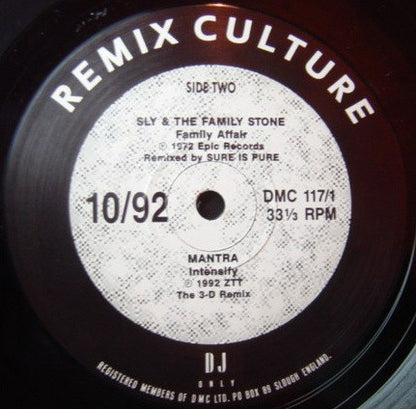 REMIX CULTURE
SIDE TWO
SLY & THE FAMILY STONE
Family Affair
℗ 1972 Epic Records
Remixed by SURE IS PURE
10/92
DMC 117/1
33⅓ RPM
MANTRA
Intensify
℗ 1992 ZTT
The 3-D Remix
DJ
ONLY
REGISTERED MEMBERS OF DMC LTD. PO BOX 89 SLOUGH ENGLAND.